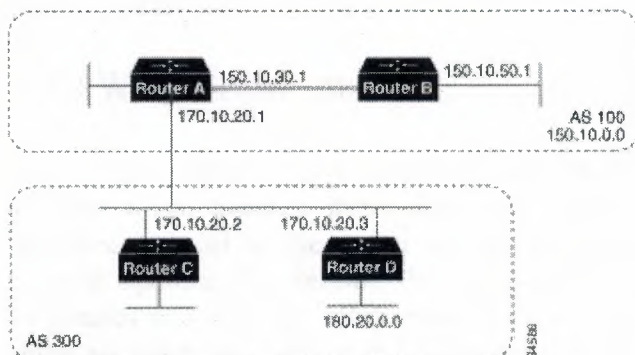 150.10.30.1
150.10.50.1
Router A
Router B
170.10.20.1
AS 100
150.10.0.0
170.10.20.2
170.10.20.3
Router C
Router D
180.20.0.0
AS 300